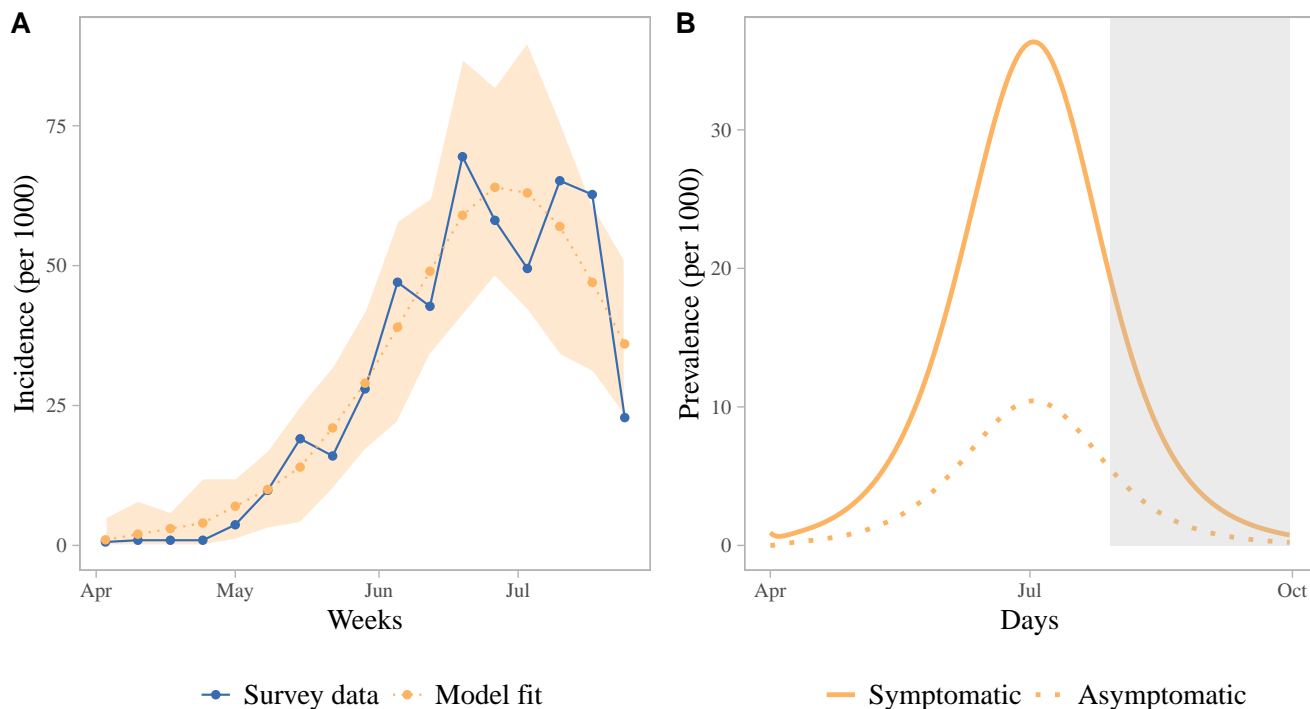 A
Incidence (per 1000)
75
50
25
0
Apr
May
Jun
Jul
Weeks
Survey data
Model fit
B
Prevalence (per 1000)
30
20
10
0
Apr
Jul
Oct
Days
Symptomatic
Asymptomatic